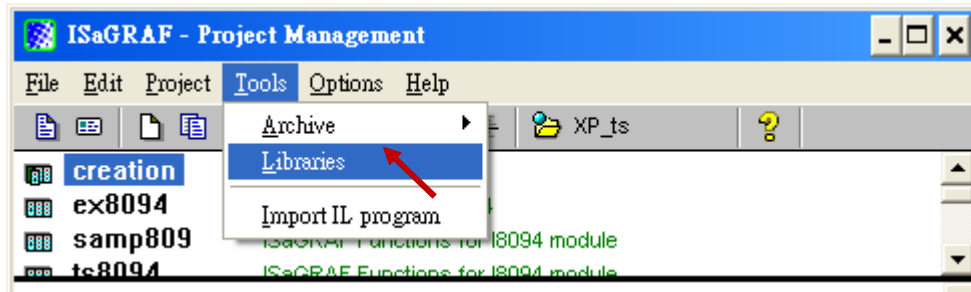 ISaGRAF - Project Management
File Edit Project Tools Options Help
XP_ts
Archive
Libraries
Import IL program
creation
ex8094
4
samp809 ISaGRAF Functions for I8094 module
ts8094 ISaGRAF Functions for I8094 module